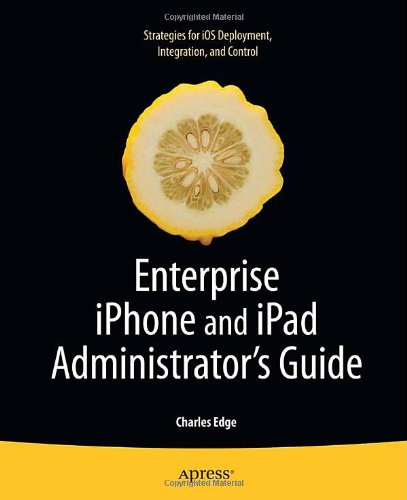 Copyrighted Material
Strategies for iOS Deployment,
Integration, and Control
Enterprise
iPhone and iPad
Administrator's Guide
Charles Edge
Apress®
Copyrighted Material